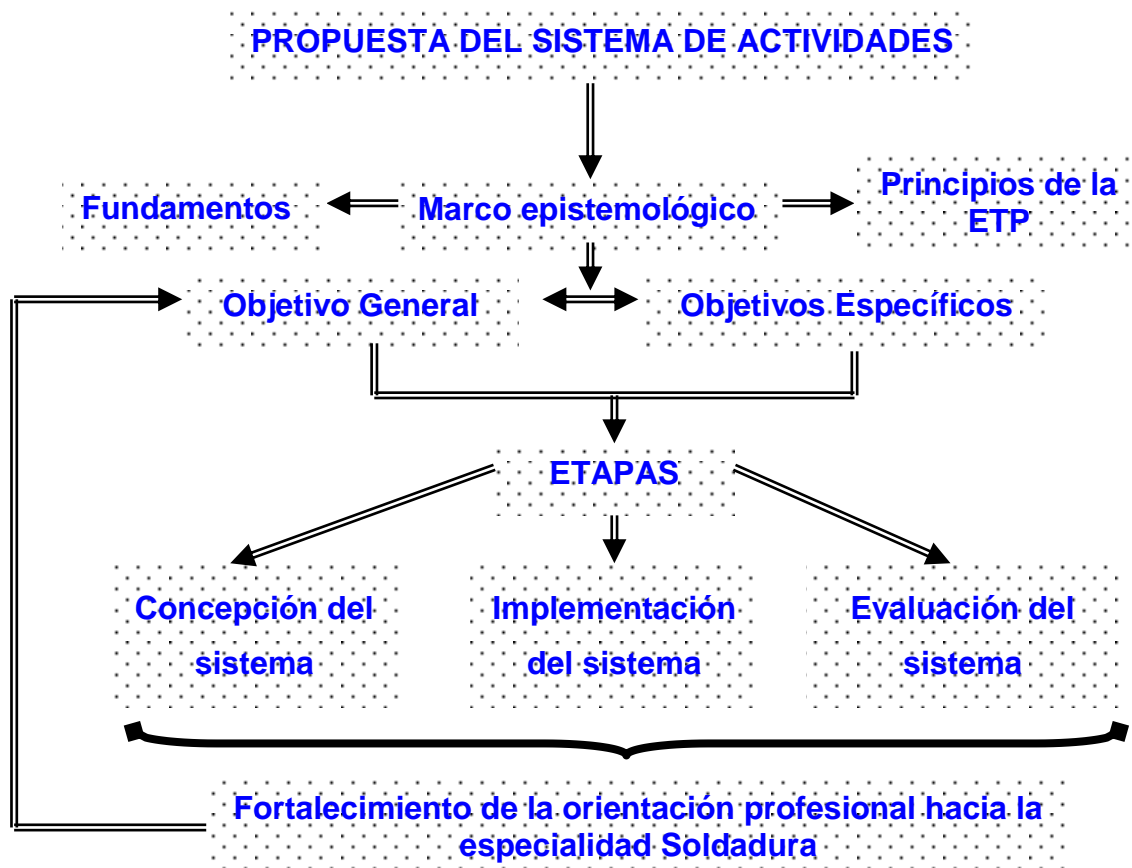 PROPUESTA DEL SISTEMA DE ACTIVIDADES
Fundamentos
Marco epistemológico
Principios de la
ETP
Objetivo General
Objetivos Específicos
ETAPAS
Concepción del
sistema
Implementación
del sistema
Evaluación del
sistema
Fortalecimiento de la orientación profesional hacia la
especialidad Soldadura